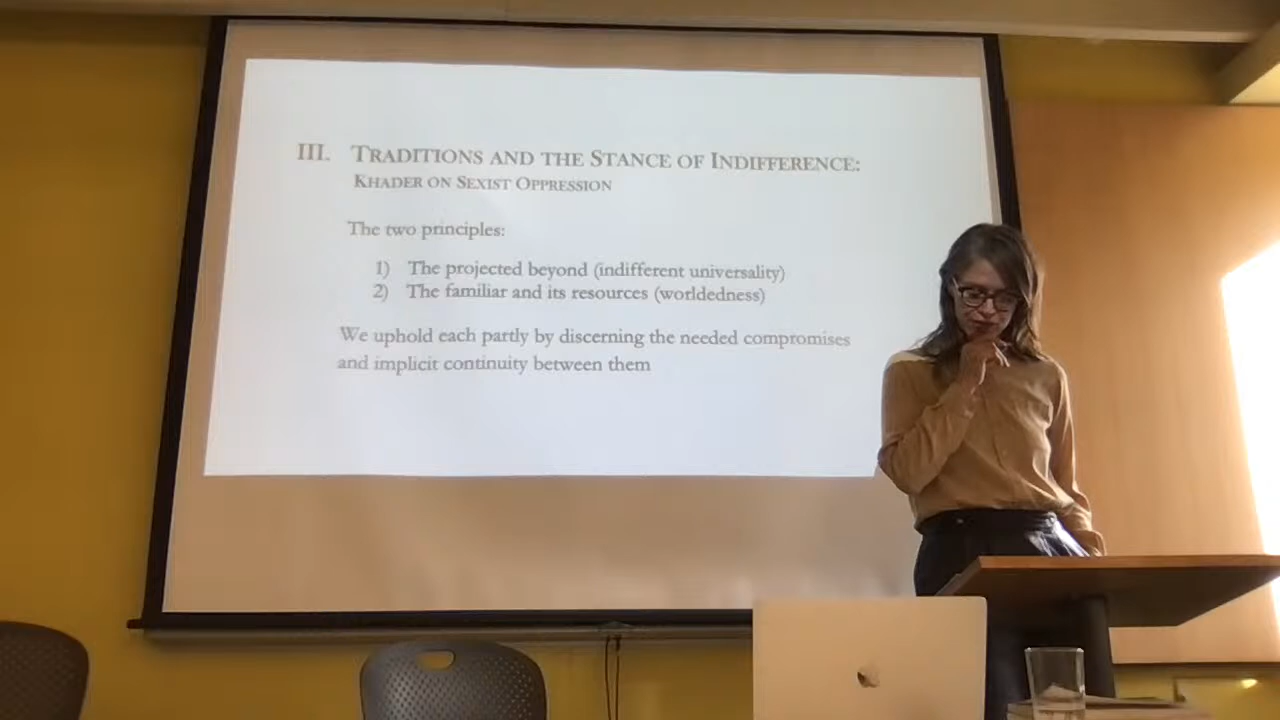 III. TRADITIONS AND THE STANCE OF INDIFFERENCE:
KHADER ON SEXIST OPPRESSION
The two principles:
1) The projected beyond (indifferent universality)
2) The familiar and its resources (worldedness)
We uphold each partly by discerning the needed compromises
and implicit continuity between them